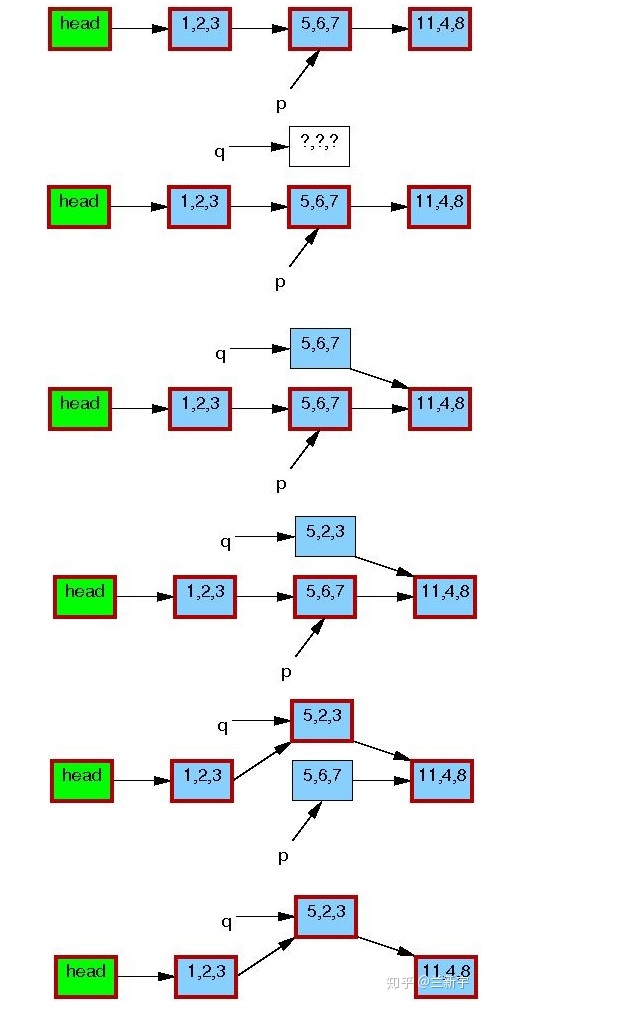 head 1,2,3 5,6,7 11,4,8
p
q ?,?,?
head 1,2,3 5,6,7 11,4,8
p
q 5,6,7
head 1,2,3 5,6,7 11,4,8
p
q 5,2,3
head 1,2,3 5,6,7 11,4,8
p
q 5,2,3
head 1,2,3 5,6,7 11,4,8
p
q 5,2,3
head 1,2,3 11,4,8
知乎 @兰新宇